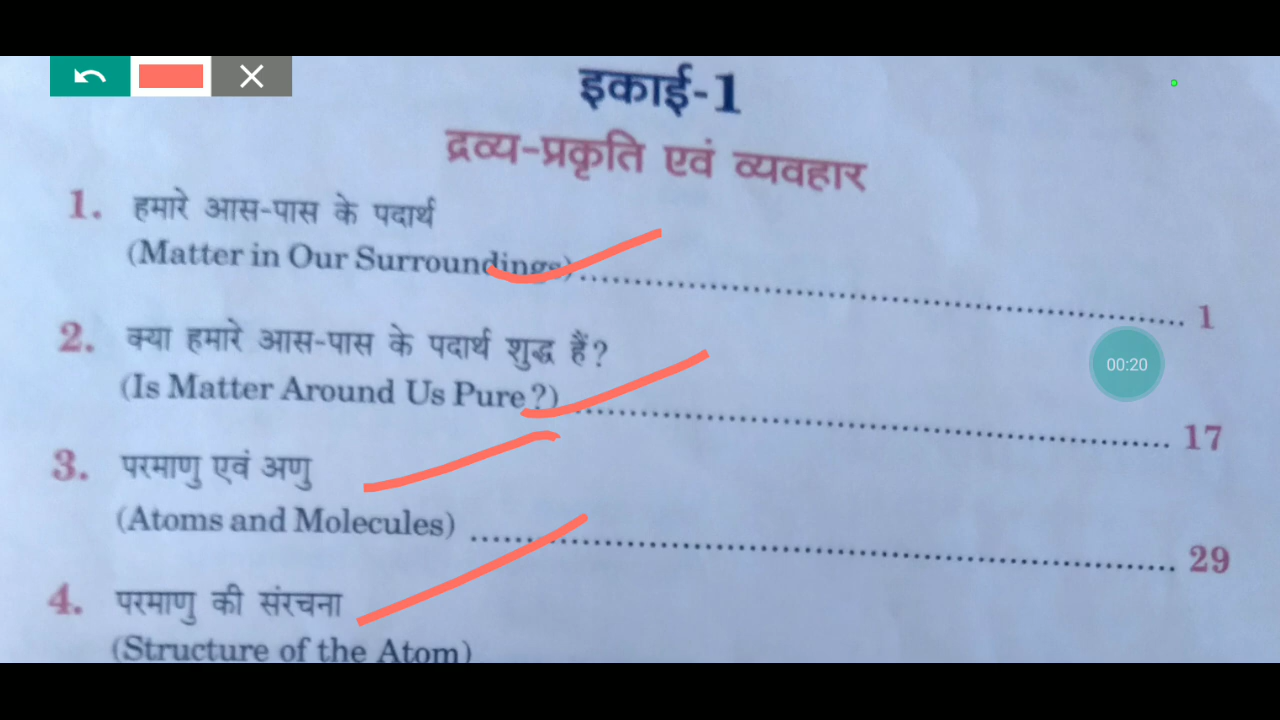 इकाई-1
द्रव्य-प्रकृति एवं व्यवहार
1. हमारे आस-पास के पदार्थ
(Matter in Our Surroundings) ........................................ 1
00:20
2. क्या हमारे आस-पास के पदार्थ शुद्ध हैं?
(Is Matter Around Us Pure?) ........................................ 17
3. परमाणु एवं अणु
(Atoms and Molecules) ........................................ 29
4. परमाणु की संरचना
(Structure of the Atom)